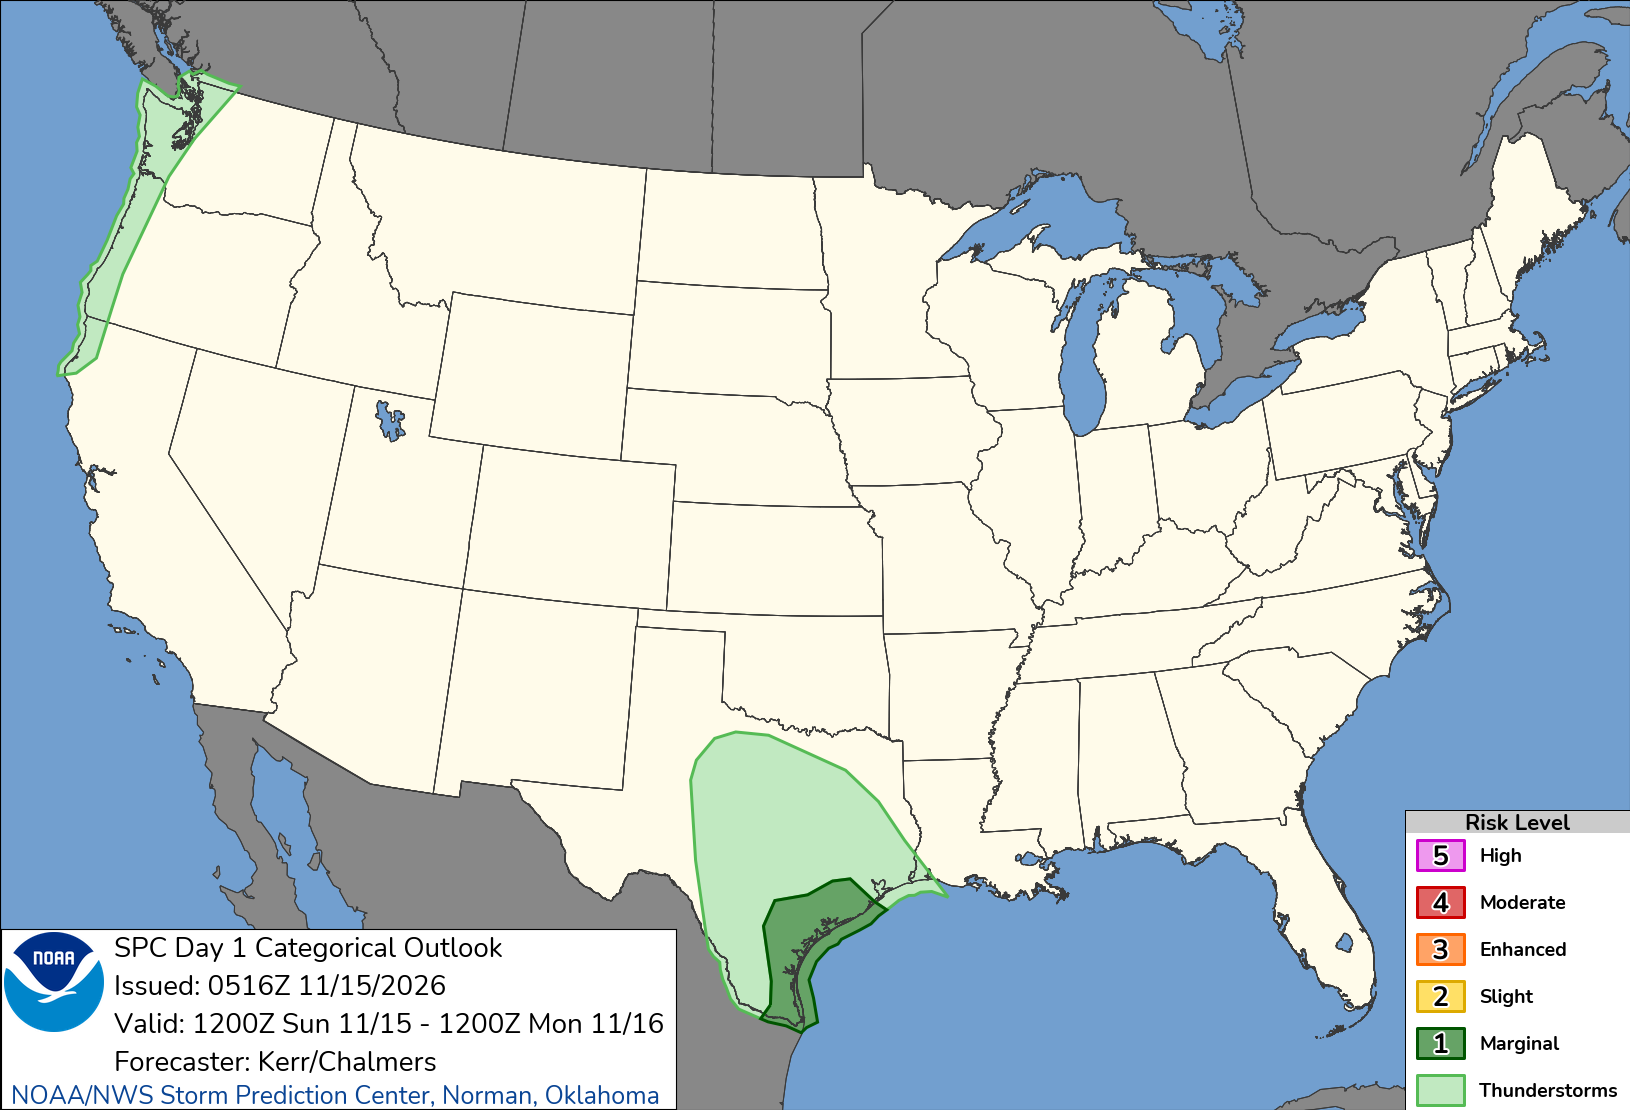 Risk Level
5 High
4 Moderate
3 Enhanced
2 Slight
1 Marginal
Thunderstorms
NOAA
SPC Day 1 Categorical Outlook
Issued: 0516Z 11/15/2026
Valid: 1200Z Sun 11/15 - 1200Z Mon 11/16
Forecaster: Kerr/Chalmers
NOAA/NWS Storm Prediction Center, Norman, Oklahoma